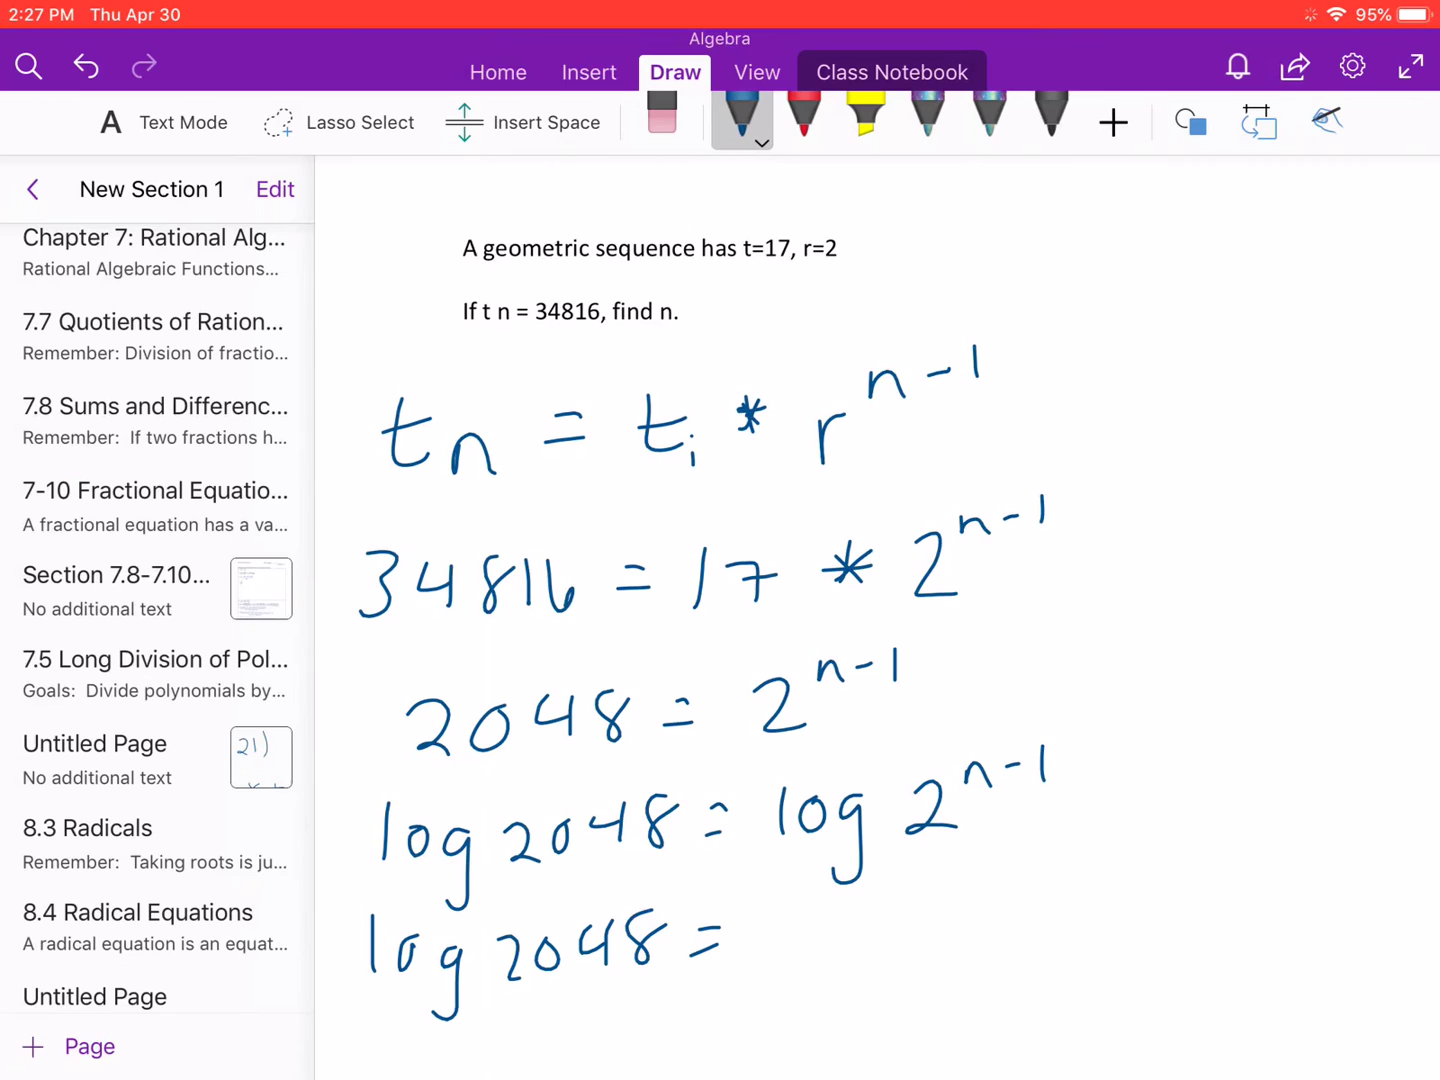 2:27 PM Thu Apr 30 95%
Algebra
Home Insert Draw View Class Notebook
A Text Mode Lasso Select Insert Space
New Section 1 Edit
Chapter 7: Rational Alg...
Rational Algebraic Functions...
7.7 Quotients of Ration...
Remember: Division of fractio...
7.8 Sums and Differenc...
Remember: If two fractions h...
7-10 Fractional Equatio...
A fractional equation has a va...
Section 7.8-7.10...
No additional text
7.5 Long Division of Pol...
Goals: Divide polynomials by...
Untitled Page
No additional text
21)
8.3 Radicals
Remember: Taking roots is ju...
8.4 Radical Equations
A radical equation is an equat...
Untitled Page
+ Page
A geometric sequence has t=17, r=2
If t n = 34816, find n.
tₙ = t₁ * r^(n-1)
34816 = 17 * 2^(n-1)
2048 = 2^(n-1)
log 2048 = log 2^(n-1)
log 2048 =